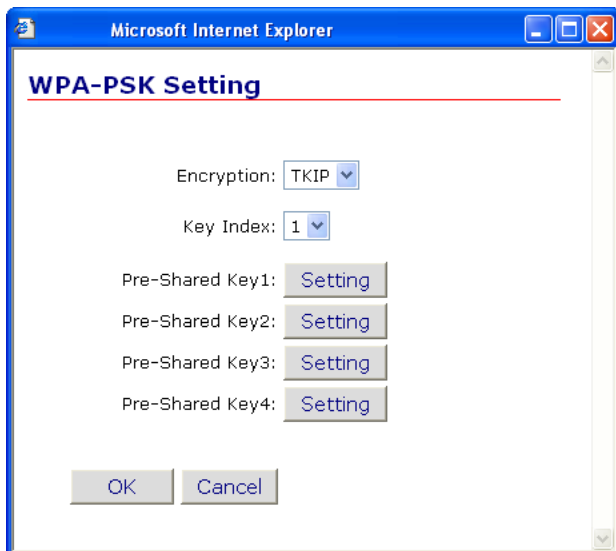 Microsoft Internet Explorer
WPA-PSK Setting
Encryption: TKIP
Key Index: 1
Pre-Shared Key1: Setting
Pre-Shared Key2: Setting
Pre-Shared Key3: Setting
Pre-Shared Key4: Setting
OK Cancel